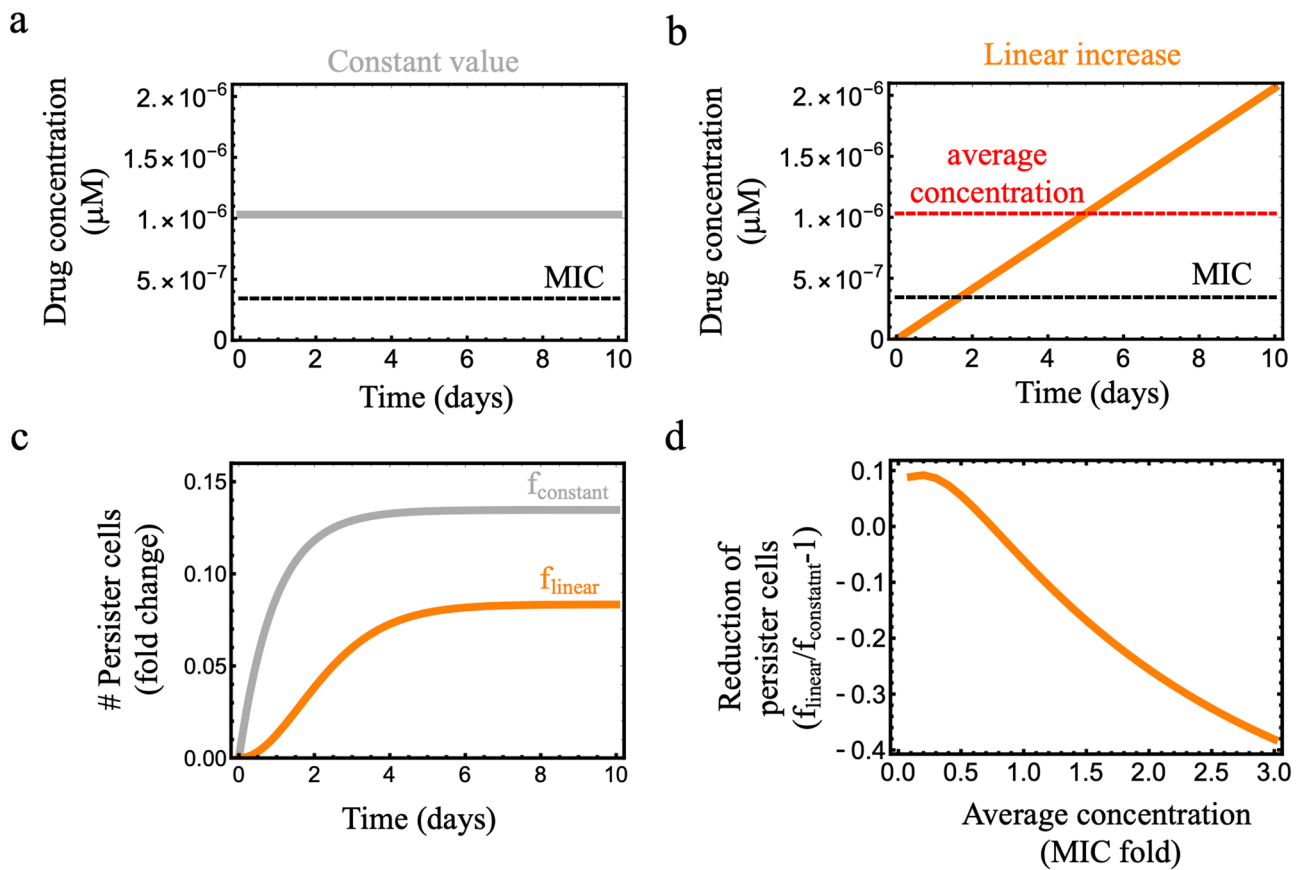 a
Constant value
Drug concentration
(μM)
2. × 10⁻⁶
1.5 × 10⁻⁶
1. × 10⁻⁶
5. × 10⁻⁷
0
MIC
0 2 4 6 8 10
Time (days)
b
Linear increase
Drug concentration
(μM)
2. × 10⁻⁶
1.5 × 10⁻⁶
1. × 10⁻⁶
5. × 10⁻⁷
0
average
concentration
MIC
0 2 4 6 8 10
Time (days)
c
# Persister cells
(fold change)
0.15
0.10
0.05
0.00
fconstant
flinear
0 2 4 6 8 10
Time (days)
d
Reduction of
persister cells
(flinear/fconstatnt-1)
0.1
0.0
- 0.1
- 0.2
- 0.3
- 0.4
0.0 0.5 1.0 1.5 2.0 2.5 3.0
Average concentration
(MIC fold)